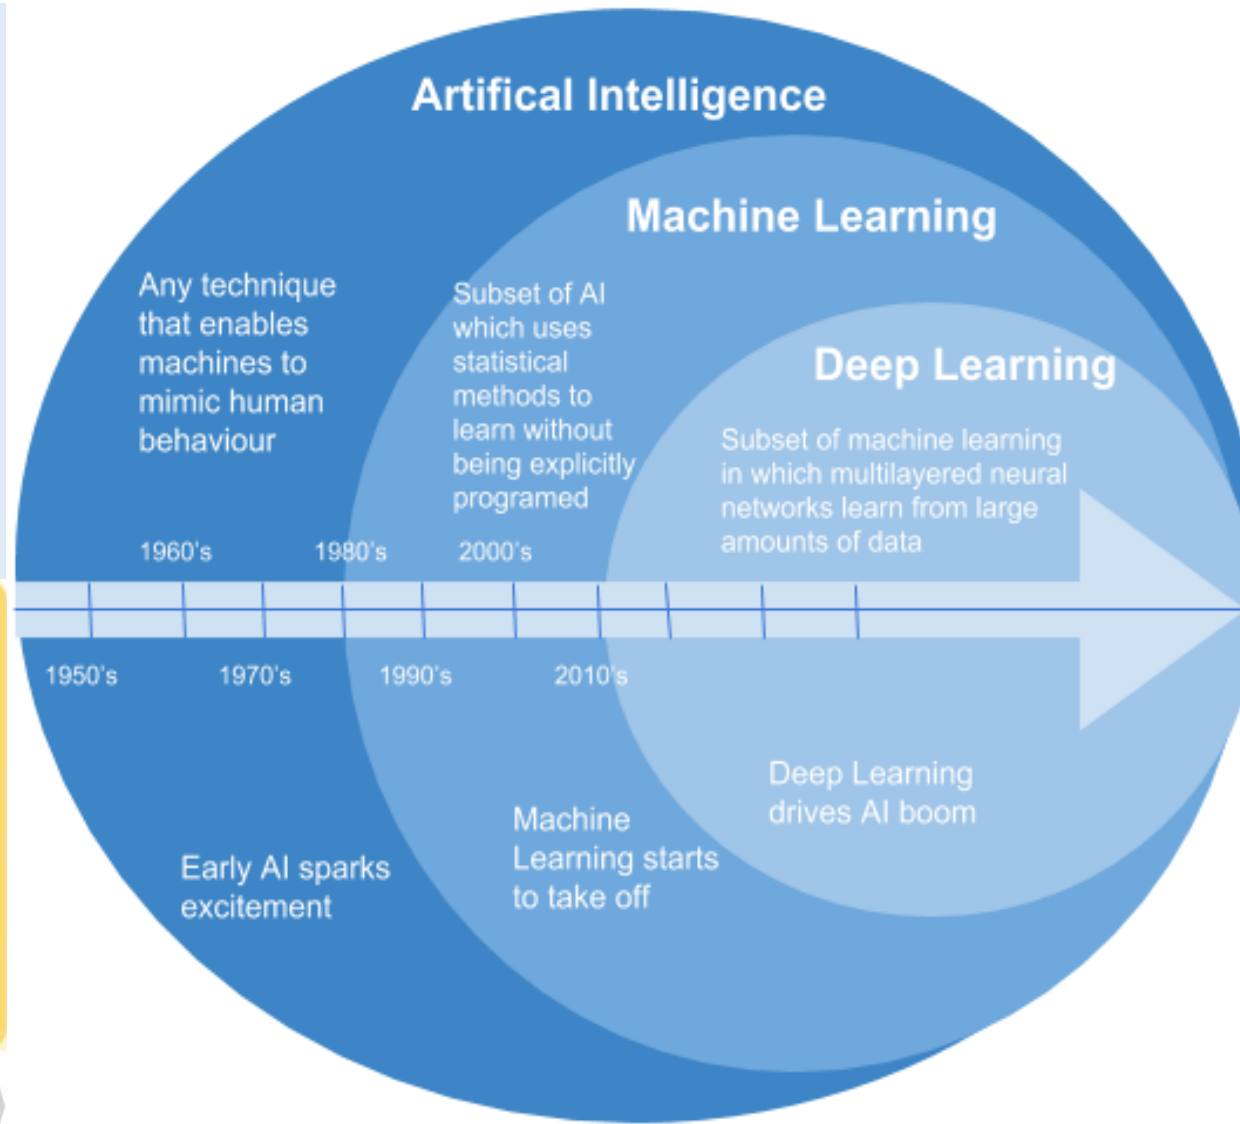 Artifical Intelligence
Machine Learning
Deep Learning
Any technique
that enables
machines to
mimic human
behaviour
Subset of AI
which uses
statistical
methods to
learn without
being explicitly
programed
Subset of machine learning
in which multilayered neural
networks learn from large
amounts of data
1960's 1980's 2000's
1950's 1970's 1990's 2010's
Early AI sparks
excitement
Machine
Learning starts
to take off
Deep Learning
drives AI boom